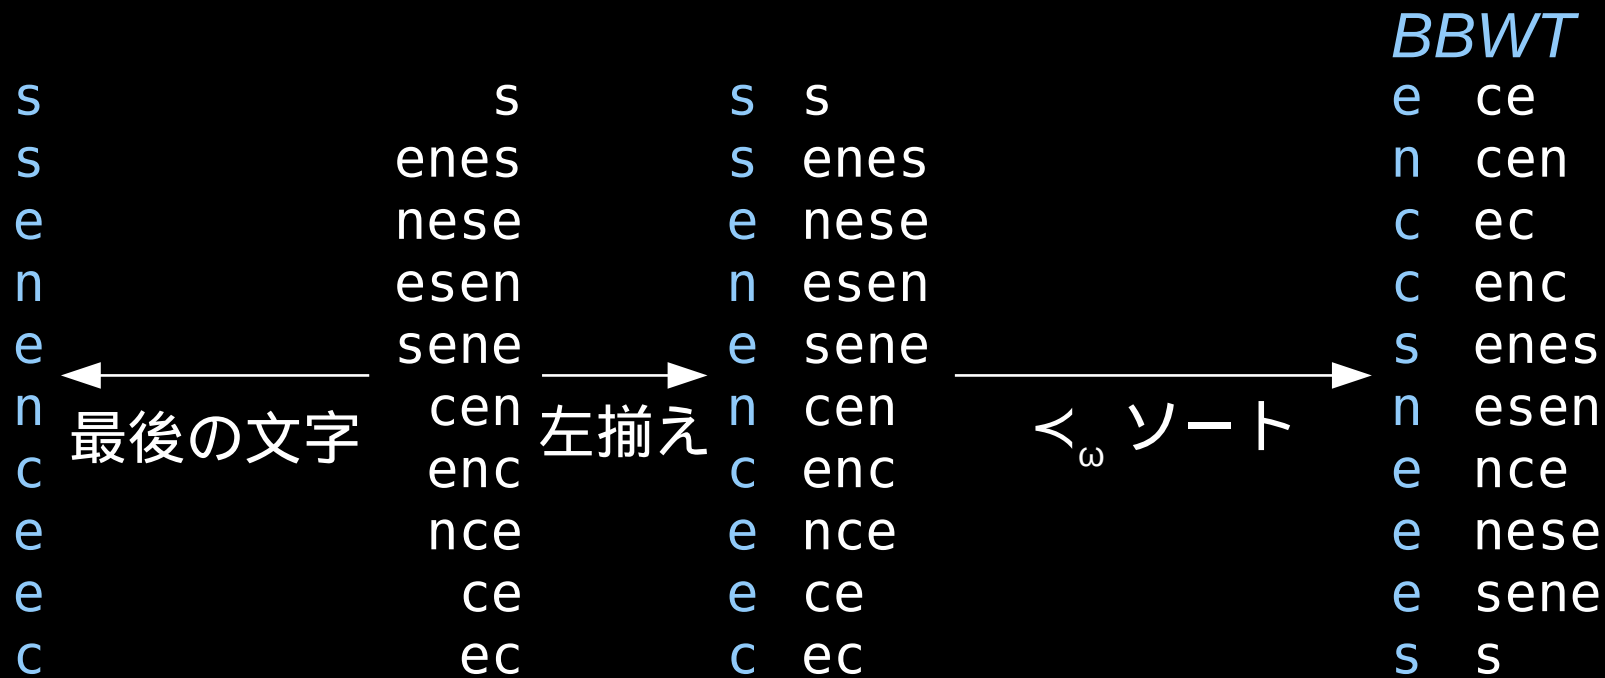 BBWT
s s s s e ce
s enes s enes n cen
e nese e nese c ec
n esen n esen c enc
e sene e sene s enes
n cen n cen n esen
最後の文字 左揃え ≺ω ソート
c enc c enc e nce
e nce e nce e nese
e ce e ce e sene
c ec c ec s s